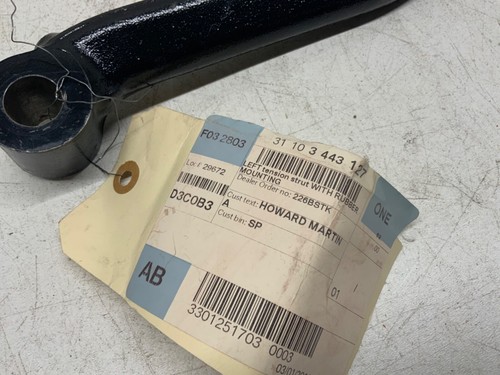 F03 2803
31 10 3 443 127
ONE
Lot # 29672
LEFT tension strut WITH RUBBER
MOUNTING
Dealer Order no: 226BSTK
D3C0B3
A
Cust text: HOWARD MARTIN
Cust bin: SP
01
AB
3301251703 0003